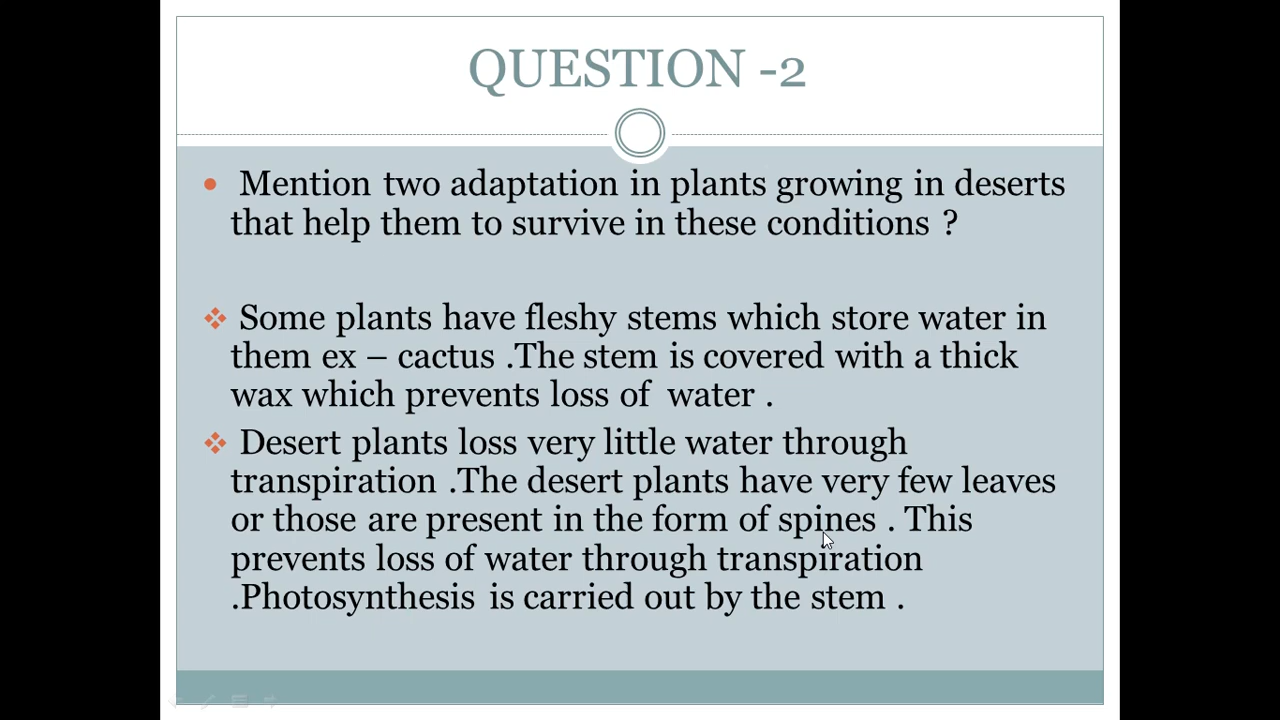 QUESTION -2
Mention two adaptation in plants growing in deserts
that help them to survive in these conditions ?
Some plants have fleshy stems which store water in
them ex – cactus .The stem is covered with a thick
wax which prevents loss of water .
Desert plants loss very little water through
transpiration .The desert plants have very few leaves
or those are present in the form of spines . This
prevents loss of water through transpiration
.Photosynthesis is carried out by the stem .